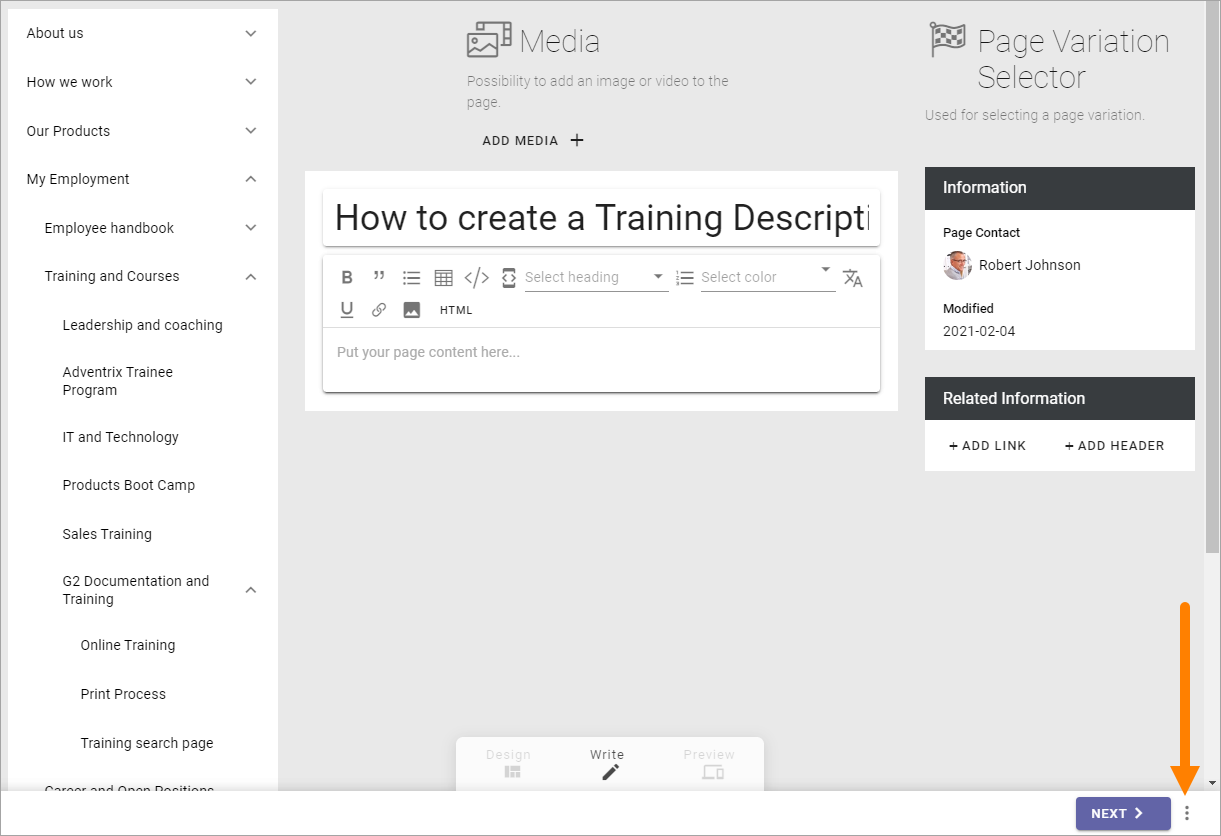 About us
How we work
Our Products
My Employment
Employee handbook
Training and Courses
Leadership and coaching
Adventrix Trainee
Program
IT and Technology
Products Boot Camp
Sales Training
G2 Documentation and
Training
Online Training
Print Process
Training search page
Career and Open Positions
Media
Possibility to add an image or video to the
page.
ADD MEDIA
How to create a Training Descripti
B
Select heading
Select color
U
HTML
Put your page content here...
Page Variation
Selector
Used for selecting a page variation.
Information
Page Contact
Robert Johnson
Modified
2021-02-04
Related Information
+ ADD LINK + ADD HEADER
Design Write Preview
NEXT